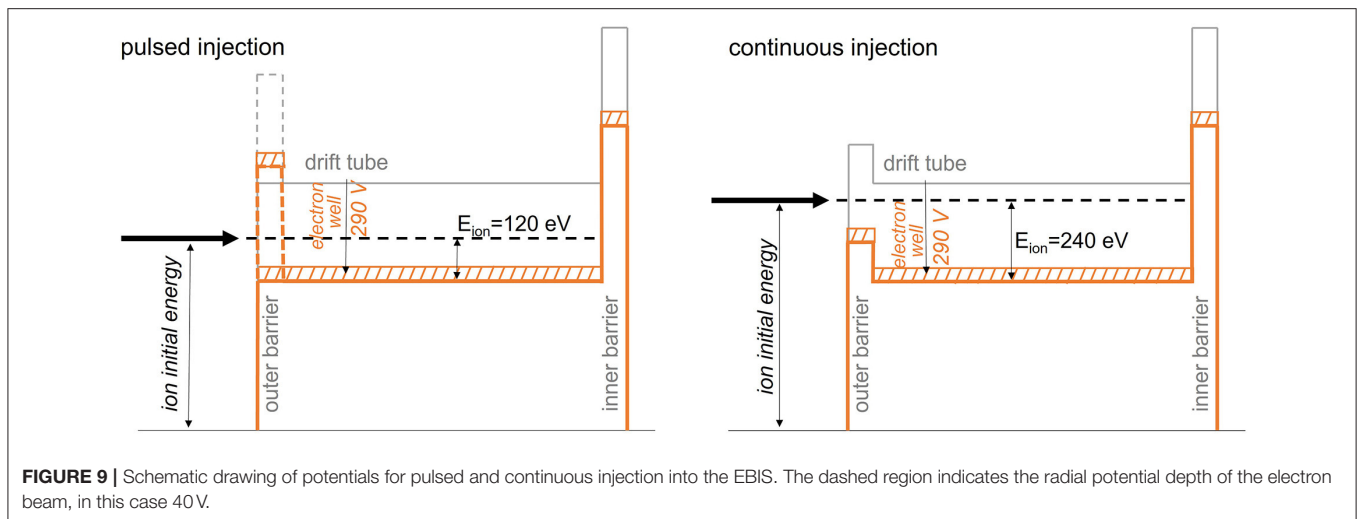 pulsed injection
drift tube
electron
well
290 V
E_ion=120 eV
ion initial energy
outer barrier
inner barrier
continuous injection
drift tube
electron
well
290 V
E_ion=240 eV
ion initial energy
outer barrier
inner barrier
FIGURE 9 | Schematic drawing of potentials for pulsed and continuous injection into the EBIS. The dashed region indicates the radial potential depth of the electron
beam, in this case 40 V.